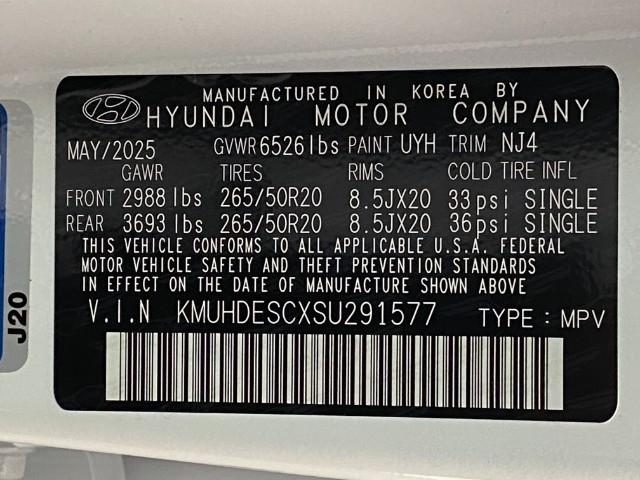 MANUFACTURED IN KOREA BY
HYUNDAI MOTOR COMPANY
MAY/2025 GVWR 6526 lbs PAINT UYH TRIM NJ4
GAWR TIRES RIMS COLD TIRE INFL
FRONT 2988 lbs 265/50R20 8.5JX20 33 psi SINGLE
REAR 3693 lbs 265/50R20 8.5JX20 36 psi SINGLE
THIS VEHICLE CONFORMS TO ALL APPLICABLE U.S.A. FEDERAL
MOTOR VEHICLE SAFETY AND THEFT PREVENTION STANDARDS
IN EFFECT ON THE DATE OF MANUFACTURE SHOWN ABOVE
V.I.N KMUHDESCXSU291577 TYPE : MPV
J20